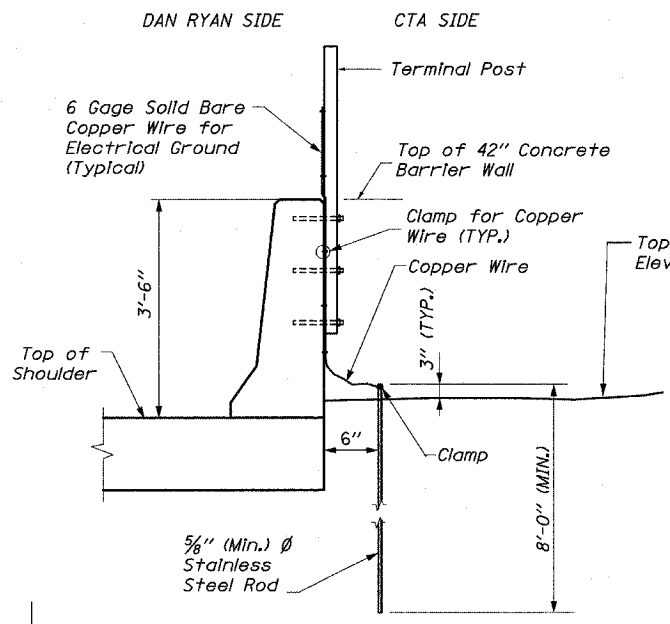 DAN RYAN SIDE
CTA SIDE
Terminal Post
6 Gage Solid Bare
Copper Wire for
Electrical Ground
(Typical)
Top of 42" Concrete
Barrier Wall
Clamp for Copper
Wire (TYP.)
Copper Wire
Top
Elev
3'-6"
3" (TYP.)
Top of
Shoulder
6"
Clamp
8'-0" (MIN.)
5/8" (Min.) Ø
Stainless
Steel Rod